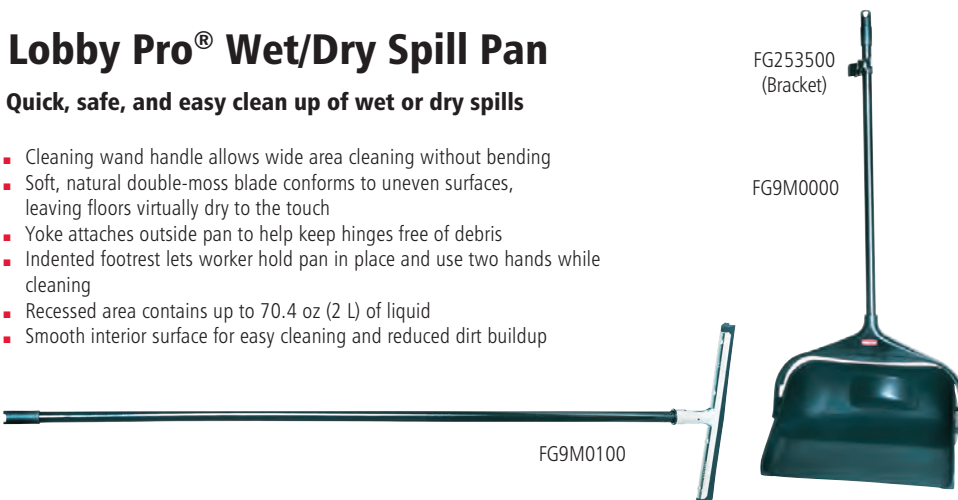 Lobby Pro® Wet/Dry Spill Pan
Quick, safe, and easy clean up of wet or dry spills
■ Cleaning wand handle allows wide area cleaning without bending
■ Soft, natural double-moss blade conforms to uneven surfaces,
leaving floors virtually dry to the touch
■ Yoke attaches outside pan to help keep hinges free of debris
■ Indented footrest lets worker hold pan in place and use two hands while
cleaning
■ Recessed area contains up to 70.4 oz (2 L) of liquid
■ Smooth interior surface for easy cleaning and reduced dirt buildup
FG253500
(Bracket)
FG9M0000
FG9M0100